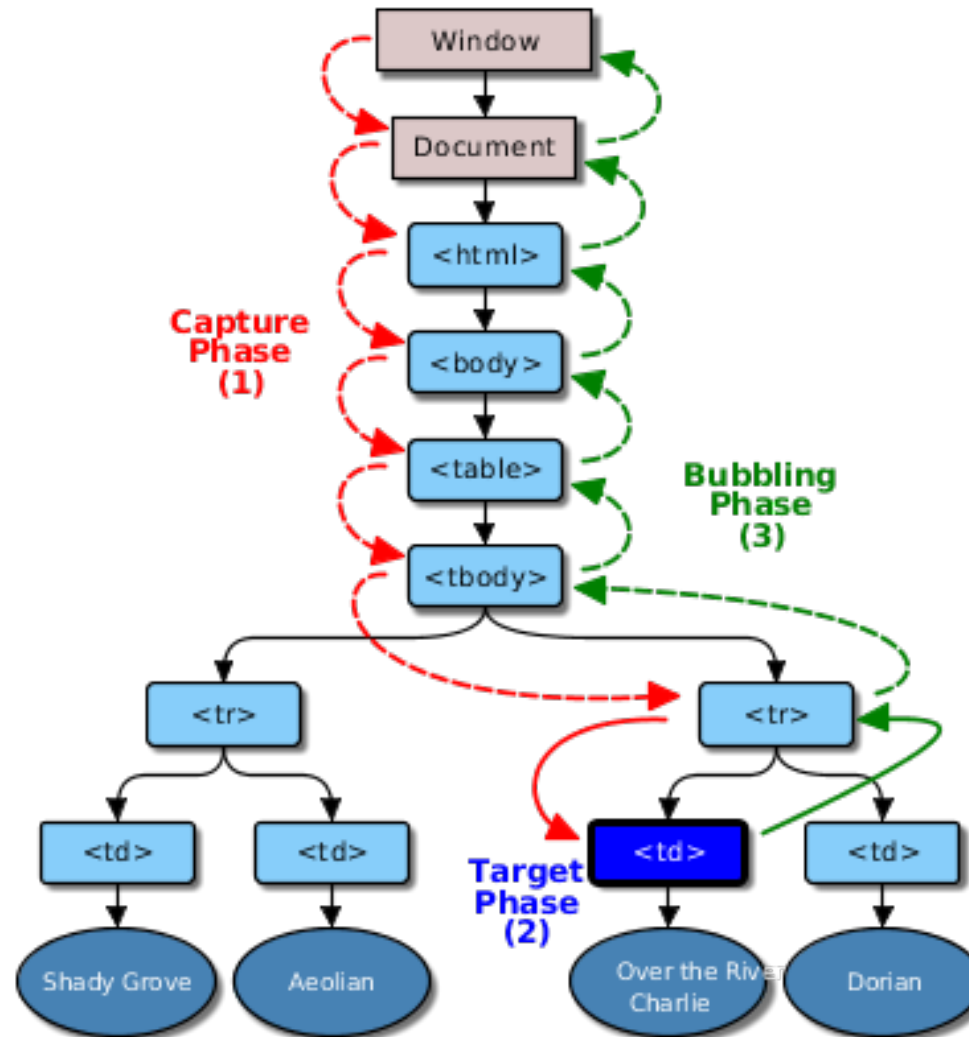 Window
Document
<html>
Capture
Phase
(1)
<body>
<table>
Bubbling
Phase
(3)
<tbody>
<tr>
<tr>
<td>
<td>
<td>
<td>
Target
Phase
(2)
Shady Grove
Aeolian
Over the River
Charlie
Dorian